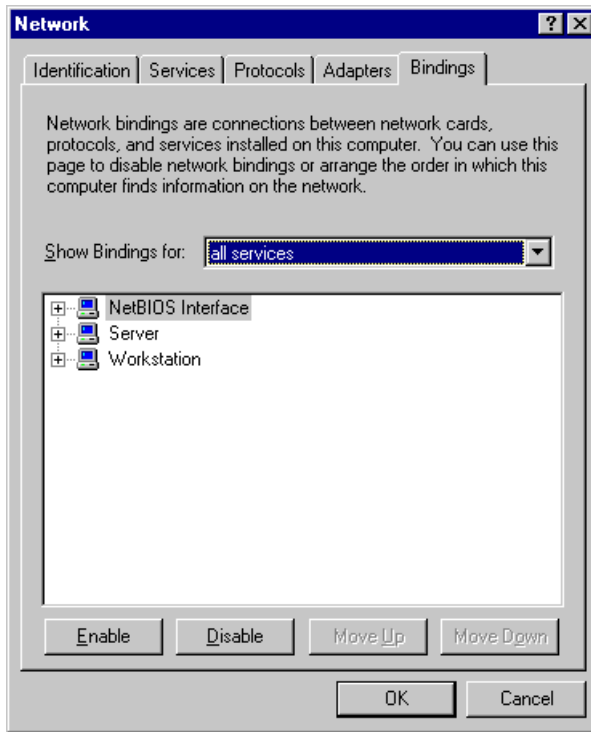 Network
Identification Services Protocols Adapters Bindings
Network bindings are connections between network cards,
protocols, and services installed on this computer. You can use this
page to disable network bindings or arrange the order in which this
computer finds information on the network.
Show Bindings for: all services
NetBIOS Interface
Server
Workstation
Enable Disable Move Up Move Down
OK Cancel